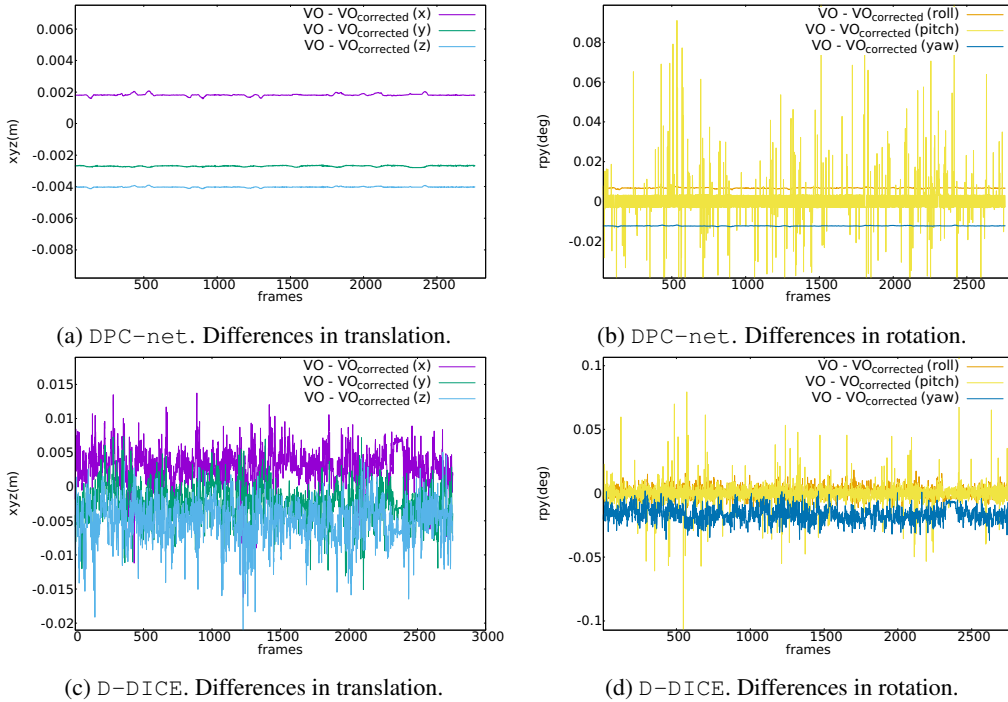 VO - VOcorrected (x)
VO - VOcorrected (y)
VO - VOcorrected (z)
0.006
0.004
0.002
0
-0.002
-0.004
-0.006
-0.008
xyz(m)
500 1000 1500 2000 2500
frames
(a) DPC-net. Differences in translation.
VO - VOcorrected (roll)
VO - VOcorrected (pitch)
VO - VOcorrected (yaw)
0.08
0.06
0.04
0.02
0
-0.02
rpy(deg)
500 1000 1500 2000 2500
frames
(b) DPC-net. Differences in rotation.
VO - VOcorrected (x)
VO - VOcorrected (y)
VO - VOcorrected (z)
0.015
0.01
0.005
0
-0.005
-0.01
-0.015
-0.02
xyz(m)
0 500 1000 1500 2000 2500 3000
frames
(c) D-DICE. Differences in translation.
VO - VOcorrected (roll)
VO - VOcorrected (pitch)
VO - VOcorrected (yaw)
0.1
0.05
0
-0.05
-0.1
rpy(deg)
500 1000 1500 2000 2500
frames
(d) D-DICE. Differences in rotation.